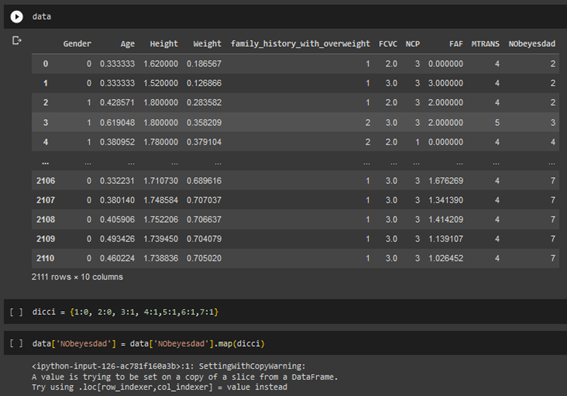 data
Gender Age Height Weight family_history_with_overweight FCVC NCP FAF MTRANS NObeyesdad
0 0 0.333333 1.620000 0.186567 1 2.0 3 0.000000 4 2
1 0 0.333333 1.520000 0.126866 1 3.0 3 3.000000 4 2
2 1 0.428571 1.800000 0.283582 1 2.0 3 2.000000 4 2
3 1 0.619048 1.800000 0.358209 2 3.0 3 2.000000 5 3
4 1 0.380952 1.780000 0.379104 2 2.0 1 0.000000 4 4
... ... ... ... ... ... ... ... ... ... ...
2106 0 0.332231 1.710730 0.689616 1 3.0 3 1.676269 4 7
2107 0 0.380140 1.748584 0.707037 1 3.0 3 1.341390 4 7
2108 0 0.405906 1.752206 0.706637 1 3.0 3 1.414209 4 7
2109 0 0.493426 1.739450 0.704079 1 3.0 3 1.139107 4 7
2110 0 0.460224 1.738836 0.705020 1 3.0 3 1.026452 4 7
2111 rows × 10 columns
[ ] dicci = {1:0, 2:0, 3:1, 4:1,5:1,6:1,7:1}
[ ] data['NObeyesdad'] = data['NObeyesdad'].map(dicci)
<ipython-input-126-ac781f160a3b>:1: SettingWithCopyWarning:
A value is trying to be set on a copy of a slice from a DataFrame.
Try using .loc[row_indexer,col_indexer] = value instead